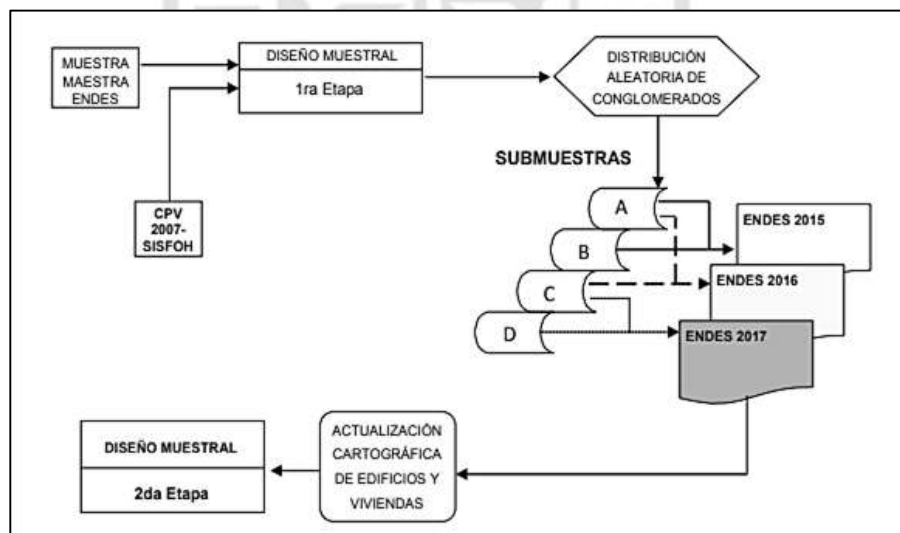 MUESTRA
MAESTRA
ENDES
DISEÑO MUESTRAL
1ra Etapa
DISTRIBUCIÓN
ALEATORIA DE
CONGLOMERADOS
CPV
2007-
SISFOH
SUBMUESTRAS
A
B
C
D
ENDES 2015
ENDES 2016
ENDES 2017
ACTUALIZACIÓN
CARTOGRÁFICA
DE EDIFICIOS Y
VIVIENDAS
DISEÑO MUESTRAL
2da Etapa